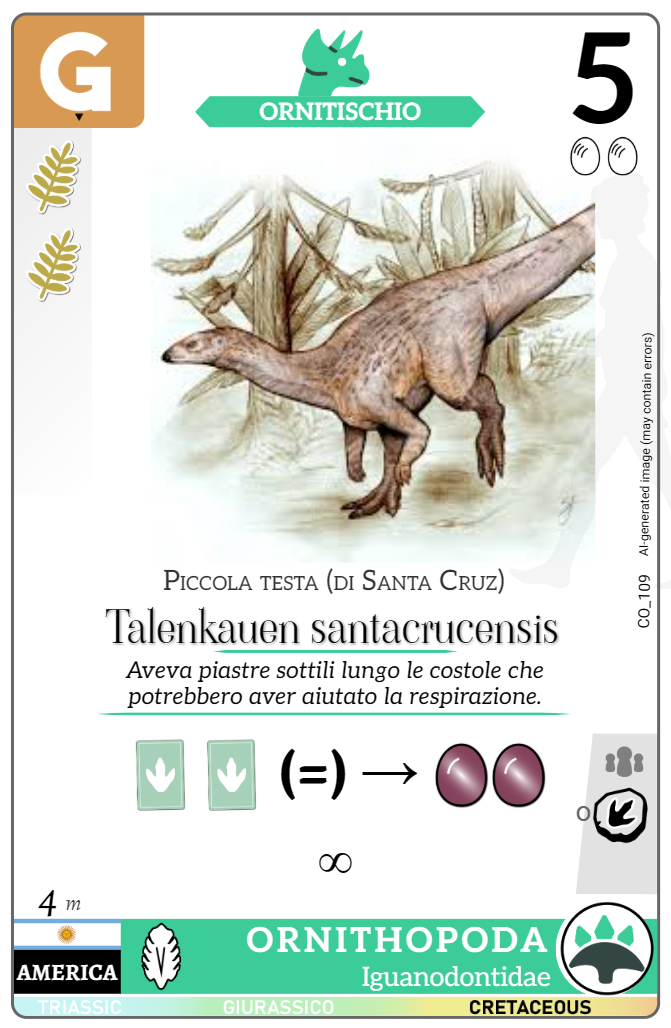 G
ORNITISCHIO
5
AI-generated image (may contain errors)
CO_109
PICCOLA TESTA (DI SANTA CRUZ)
Talenkauen santacrucensis
Aveva piastre sottili lungo le costole che
potrebbero aver aiutato la respirazione.
(=) →
O
∞
4 m
AMERICA
ORNITHOPODA
Iguanodontidae
TRIASSIC GIURASSICO CRETACEOUS